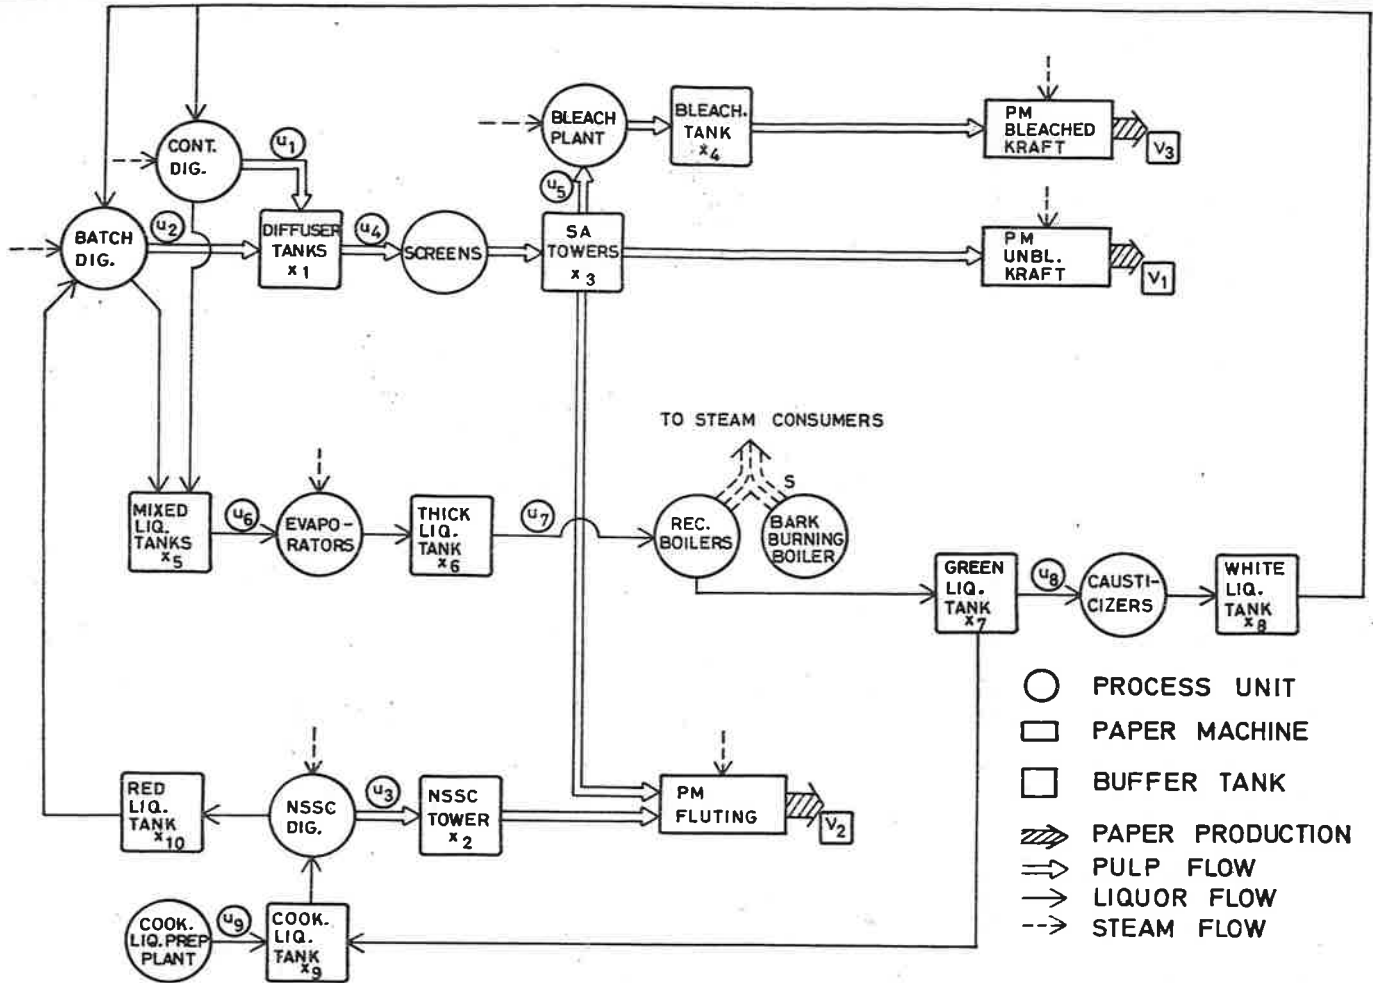 CONT.
DIG.
u1
BATCH
DIG.
u2
DIFFUSER
TANKS
x1
u4
SCREENS
SA
TOWERS
x3
u5
BLEACH
PLANT
BLEACH.
TANK
x4
PM
BLEACHED
KRAFT
V3
PM
UNBL.
KRAFT
V1
TO STEAM CONSUMERS
S
MIXED
LIQ.
TANKS
x5
u6
EVAPO-
RATORS
THICK
LIQ.
TANK
x6
u7
REC.
BOILERS
BARK
BURNING
BOILER
GREEN
LIQ.
TANK
x7
u8
CAUSTI-
CIZERS
WHITE
LIQ.
TANK
x8
RED
LIQ.
TANK
x10
NSSC
DIG.
u3
NSSC
TOWER
x2
PM
FLUTING
V2
COOK.
LIQ.PREP
PLANT
u9
COOK.
LIQ.
TANK
x9
PROCESS UNIT
PAPER MACHINE
BUFFER TANK
PAPER PRODUCTION
PULP FLOW
LIQUOR FLOW
STEAM FLOW